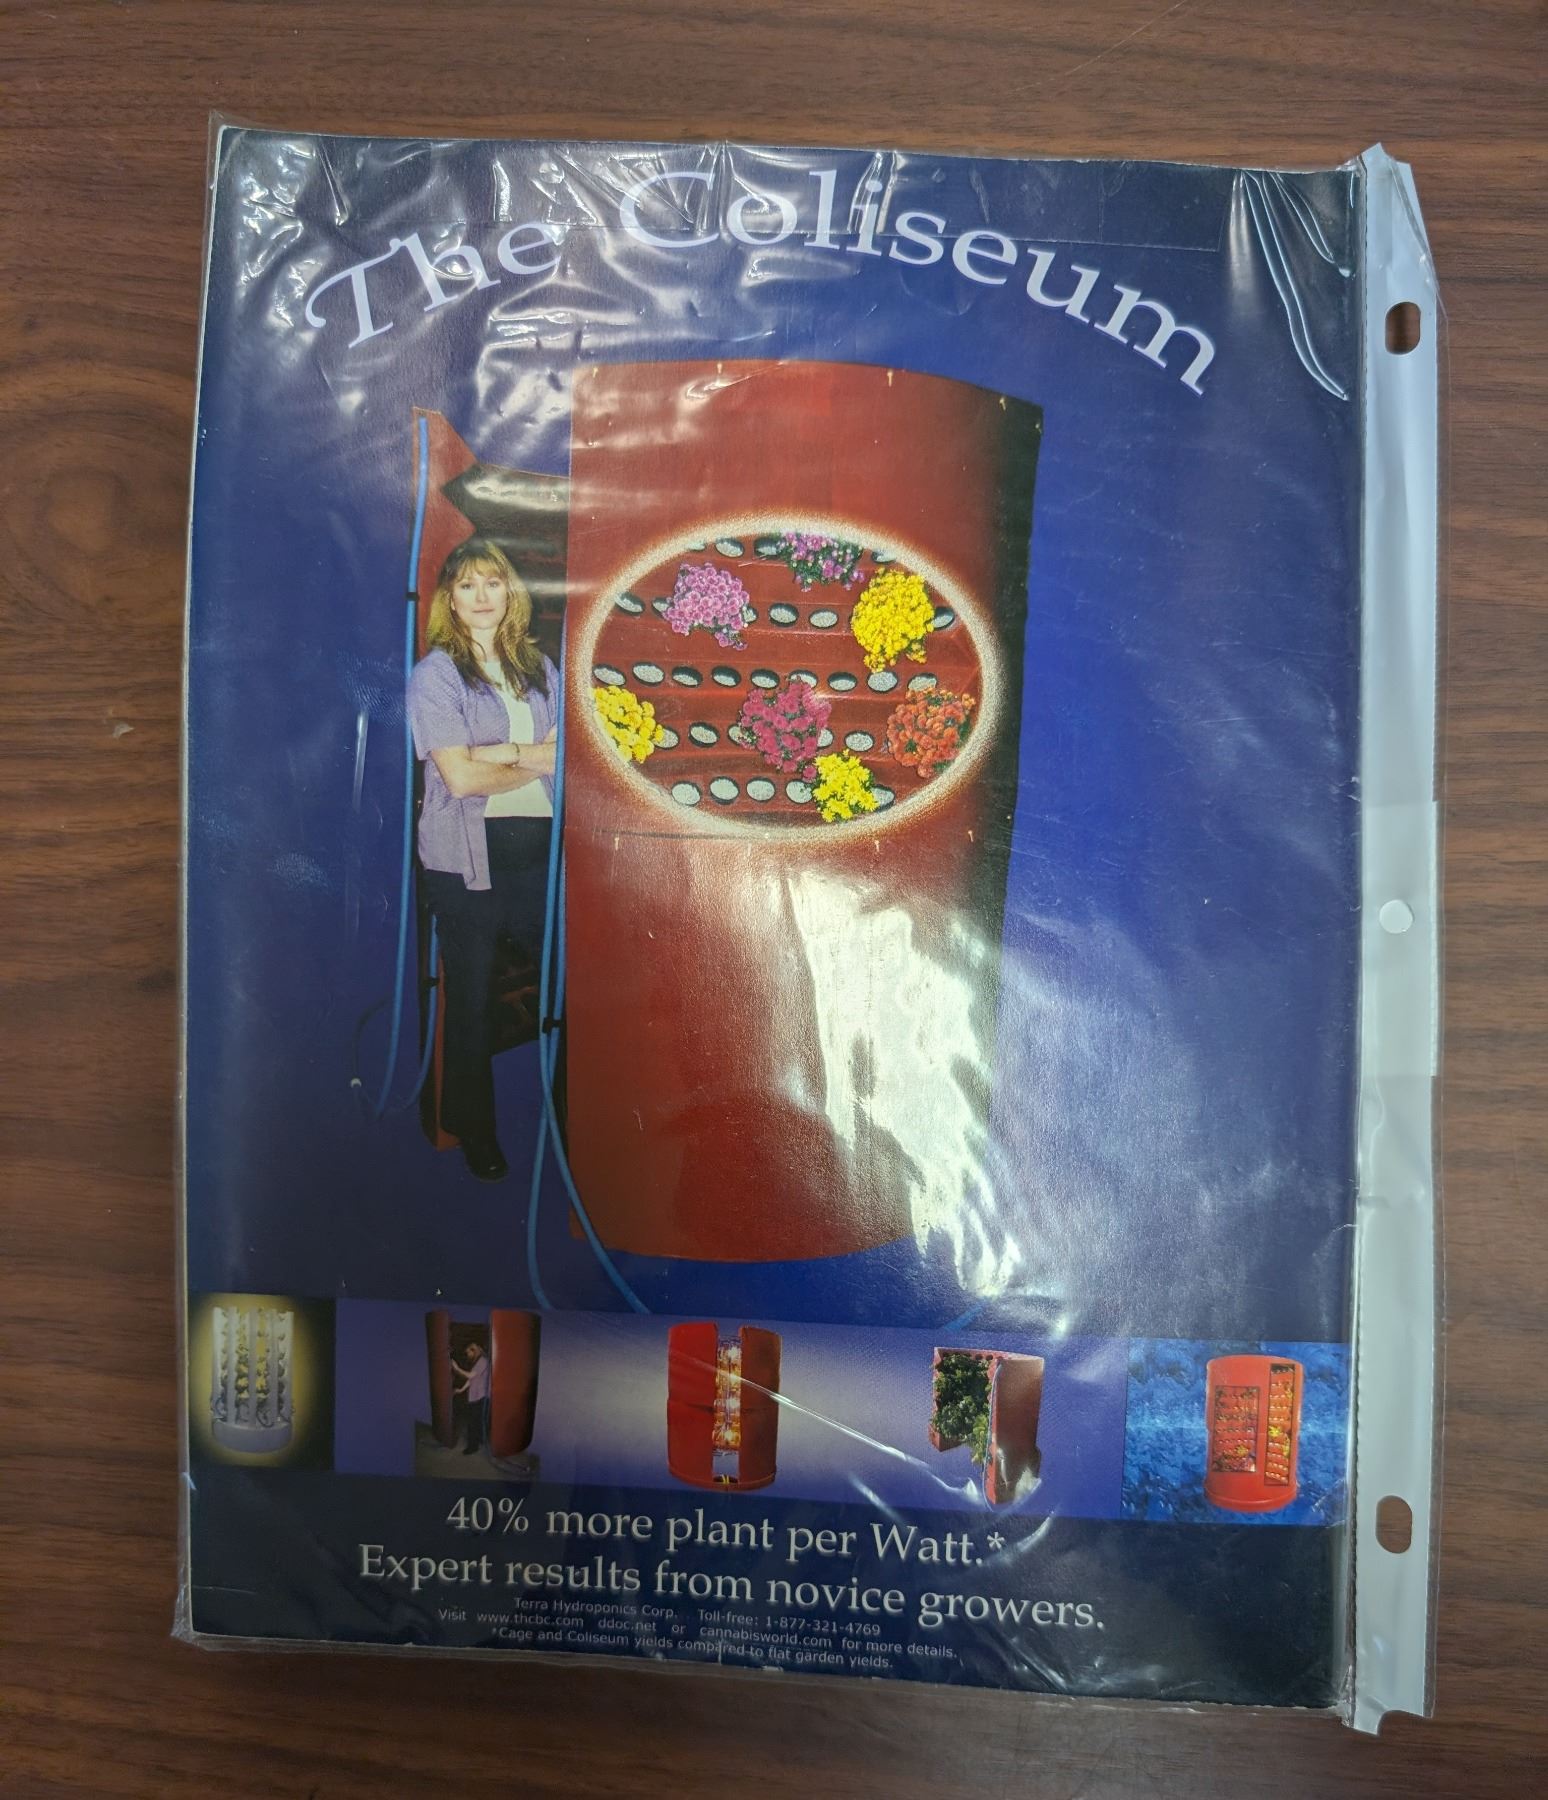 The Coliseum
40% more plant per Watt.*
Expert results from novice growers.
Terra Hydroponics Corp. Toll-free: 1-877-321-4769
Visit www.thcbc.com ddoc.net or cannabisworld.com for more details.
*Cage and Coliseum yields compared to flat garden yields.